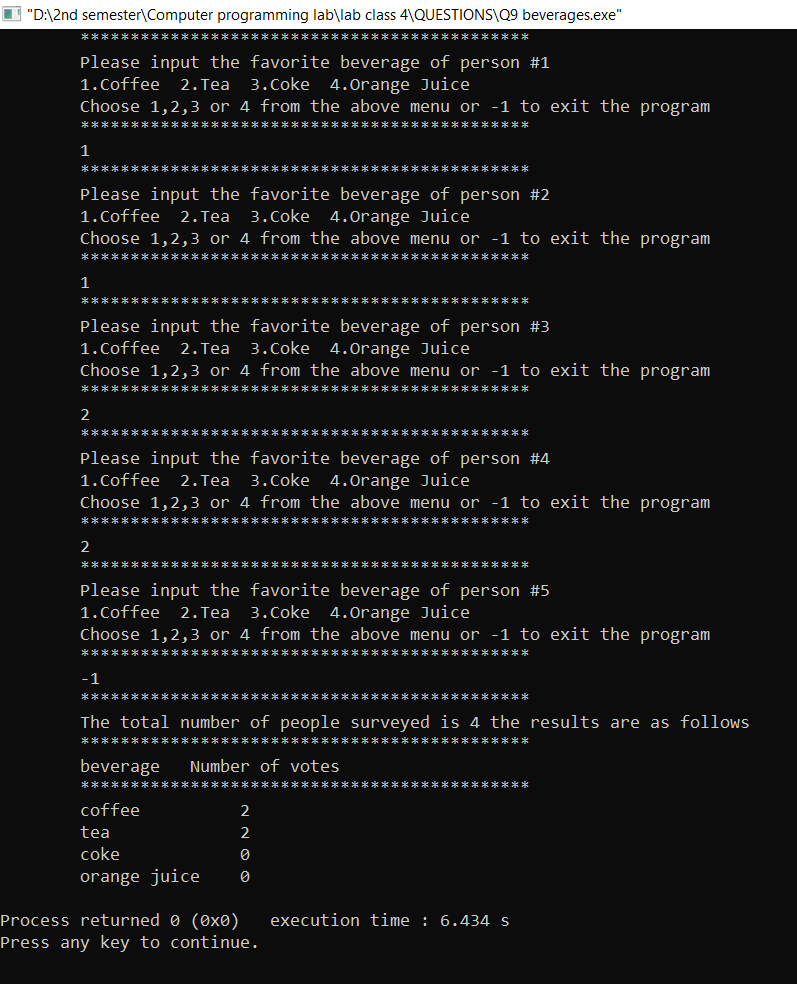 "D:\2nd semester\Computer programming lab\lab class 4\QUESTIONS\Q9 beverages.exe"
*********************************************
Please input the favorite beverage of person #1
1.Coffee  2.Tea  3.Coke  4.Orange Juice
Choose 1,2,3 or 4 from the above menu or -1 to exit the program
*********************************************
1
*********************************************
Please input the favorite beverage of person #2
1.Coffee  2.Tea  3.Coke  4.Orange Juice
Choose 1,2,3 or 4 from the above menu or -1 to exit the program
*********************************************
1
*********************************************
Please input the favorite beverage of person #3
1.Coffee  2.Tea  3.Coke  4.Orange Juice
Choose 1,2,3 or 4 from the above menu or -1 to exit the program
*********************************************
2
*********************************************
Please input the favorite beverage of person #4
1.Coffee  2.Tea  3.Coke  4.Orange Juice
Choose 1,2,3 or 4 from the above menu or -1 to exit the program
*********************************************
2
*********************************************
Please input the favorite beverage of person #5
1.Coffee  2.Tea  3.Coke  4.Orange Juice
Choose 1,2,3 or 4 from the above menu or -1 to exit the program
*********************************************
-1
*********************************************
The total number of people surveyed is 4 the results are as follows
*********************************************
beverage   Number of votes
*********************************************
coffee          2
tea             2
coke            0
orange juice    0
Process returned 0 (0x0)   execution time : 6.434 s
Press any key to continue.